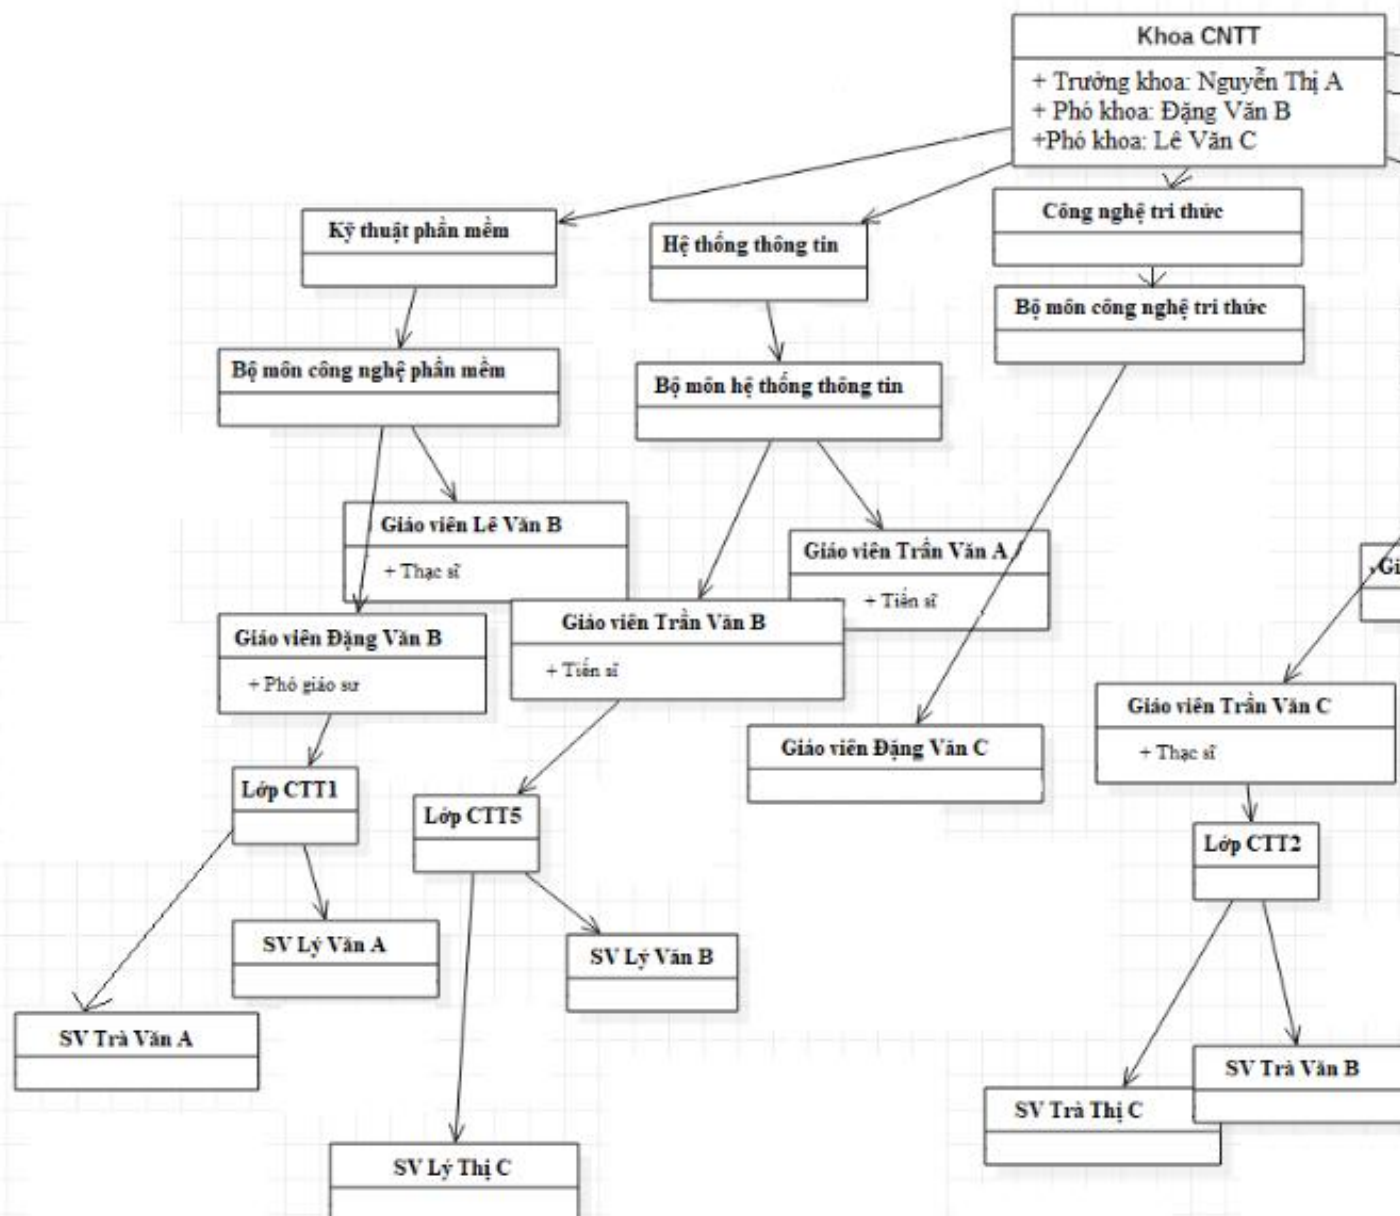 Khoa CNTT
+ Trưởng khoa: Nguyễn Thị A
+ Phó khoa: Đặng Văn B
+Phó khoa: Lê Văn C
Kỹ thuật phần mềm
Hệ thống thông tin
Công nghệ tri thức
Bộ môn công nghệ phần mềm
Bộ môn hệ thống thông tin
Bộ môn công nghệ tri thức
Giáo viên Lê Văn B
+ Thạc sĩ
Giáo viên Trần Văn A
+ Tiến sĩ
Giáo viên Đặng Văn B
+ Phó giáo sư
Giáo viên Trần Văn B
+ Tiến sĩ
Giáo viên Đặng Văn C
Giáo viên Trần Văn C
+ Thạc sĩ
Lớp CTT1
Lớp CTT5
Lớp CTT2
SV Lý Văn A
SV Lý Văn B
SV Trà Văn A
SV Lý Thị C
SV Trà Thị C
SV Trà Văn B